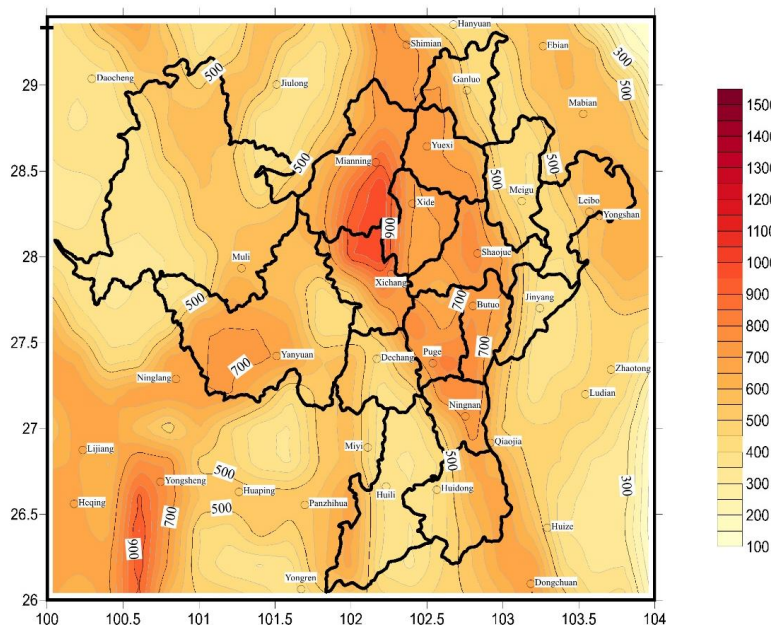 Hanyuan
Shimian
Ebian
29
300
500
Daocheng
Jiulong
Ganluo
500
Mabian
28.5
Mianning
Yuexi
500
500
500
Meigu
Leibo
Xide
Yongshan
900
28
Muli
Shaojue
Xichang
500
700
Butuo
Jinyang
27.5
700
Yanyuan
Dechang
Puge
700
Zhaotong
Ninglang
Ludian
27
Ningnan
Lijiang
Miyi
Qiaojia
500
500
Yongsheng
Huaping
Huili
Huidong
300
26.5
Heqing
700
500
Panzhihua
Huize
900
26
Yongren
Dongchuan
100
100.5
101
101.5
102
102.5
103
103.5
104
1500
1400
1300
1200
1100
1000
900
800
700
600
500
400
300
200
100